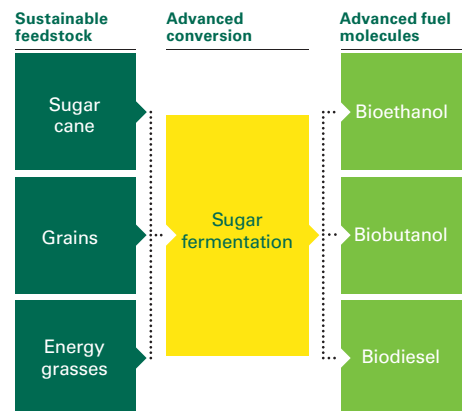 Sustainable
feedstock
Advanced
conversion
Advanced fuel
molecules
Sugar
cane
Grains
Energy
grasses
Sugar
fermentation
Bioethanol
Biobutanol
Biodiesel